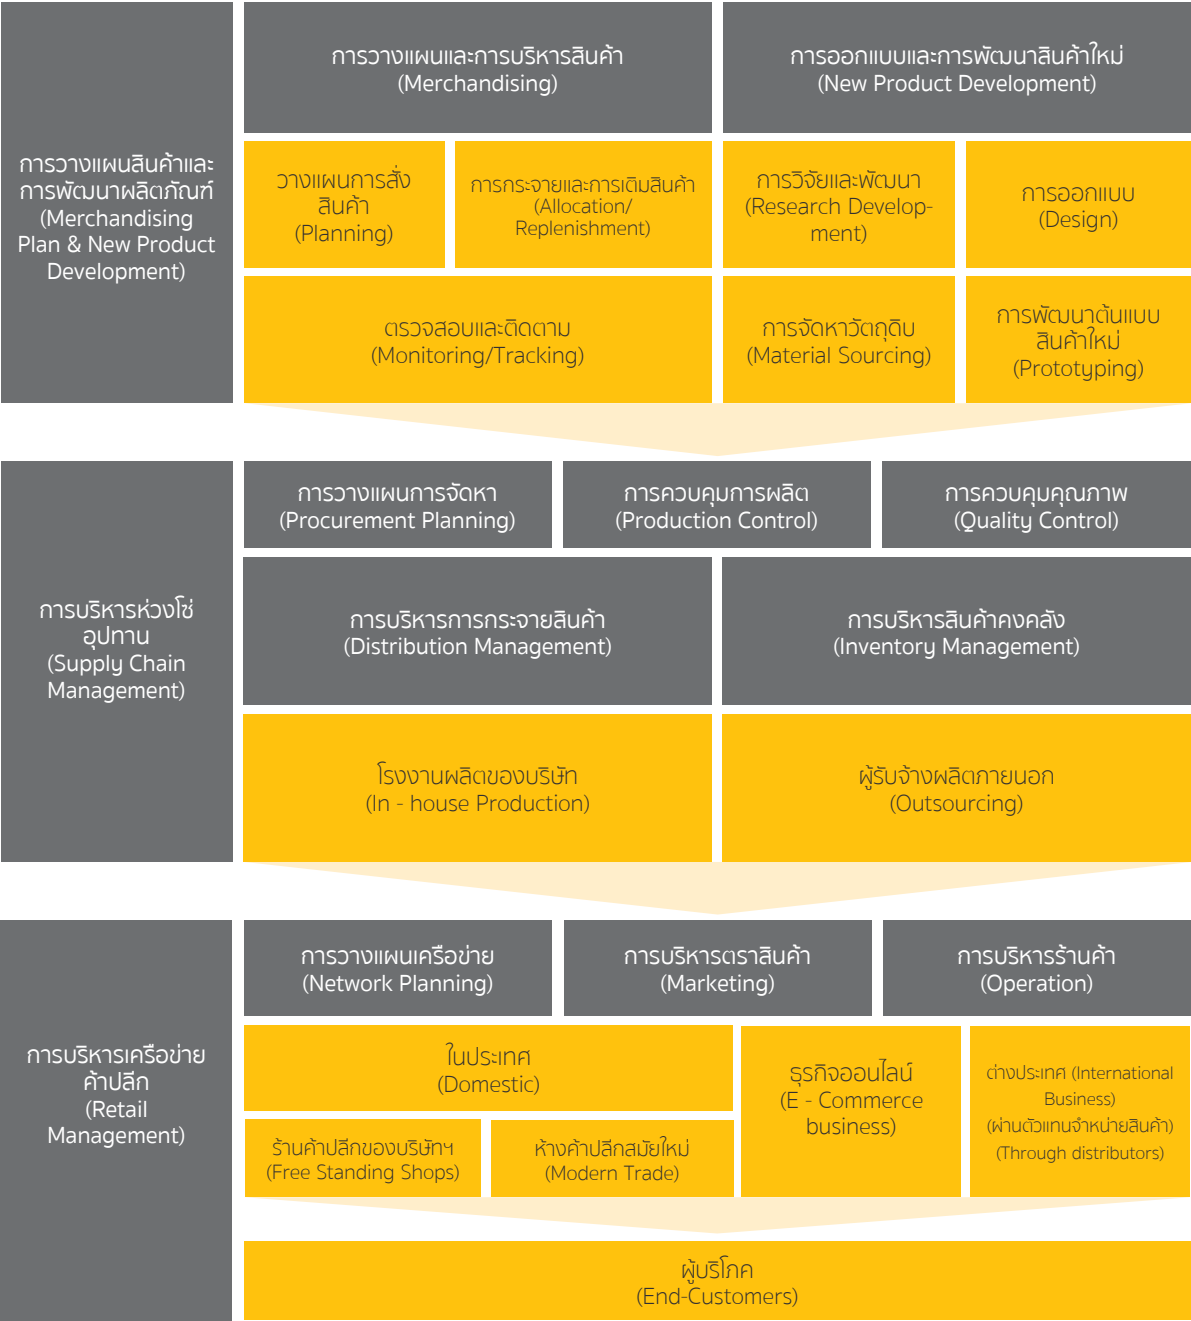 การวางแผนสินค้าและ
การพัฒนาผลิตภัณฑ์
(Merchandising
Plan & New Product
Development)
การวางแผนและการบริหารสินค้า
(Merchandising)
การออกแบบและการพัฒนาสินค้าใหม่
(New Product Development)
วางแผนการสั่ง
สินค้า
(Planning)
การกระจายและการเติมสินค้า
(Allocation/
Replenishment)
การวิจัยและพัฒนา
(Research Develop-
ment)
การออกแบบ
(Design)
ตรวจสอบและติดตาม
(Monitoring/Tracking)
การจัดหาวัตถุดิบ
(Material Sourcing)
การพัฒนาต้นแบบ
สินค้าใหม่
(Prototyping)
การบริหารห่วงโซ่
อุปทาน
(Supply Chain
Management)
การวางแผนการจัดหา
(Procurement Planning)
การควบคุมการผลิต
(Production Control)
การควบคุมคุณภาพ
(Quality Control)
การบริหารการกระจายสินค้า
(Distribution Management)
การบริหารสินค้าคงคลัง
(Inventory Management)
โรงงานผลิตของบริษัท
(In - house Production)
ผู้รับจ้างผลิตภายนอก
(Outsourcing)
การบริหารเครือข่าย
ค้าปลีก
(Retail
Management)
การวางแผนเครือข่าย
(Network Planning)
การบริหารตราสินค้า
(Marketing)
การบริหารร้านค้า
(Operation)
ในประเทศ
(Domestic)
ธุรกิจออนไลน์
(E - Commerce
business)
ต่างประเทศ (International
Business)
(ผ่านตัวแทนจำหน่ายสินค้า)
(Through distributors)
ร้านค้าปลีกของบริษัทฯ
(Free Standing Shops)
ห้างค้าปลีกสมัยใหม่
(Modern Trade)
ผู้บริโภค
(End-Customers)